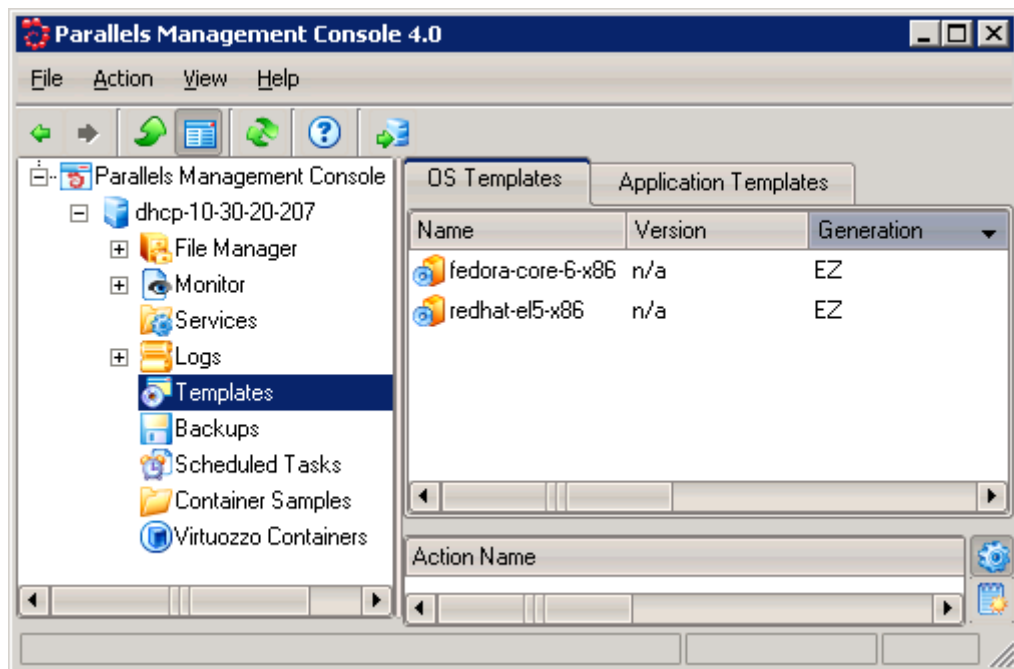 Parallels Management Console 4.0
File Action View Help
Parallels Management Console
dhcp-10-30-20-207
File Manager
Monitor
Services
Logs
Templates
Backups
Scheduled Tasks
Container Samples
Virtuozzo Containers
OS Templates Application Templates
Name Version Generation
fedora-core-6-x86 n/a EZ
redhat-el5-x86 n/a EZ
Action Name